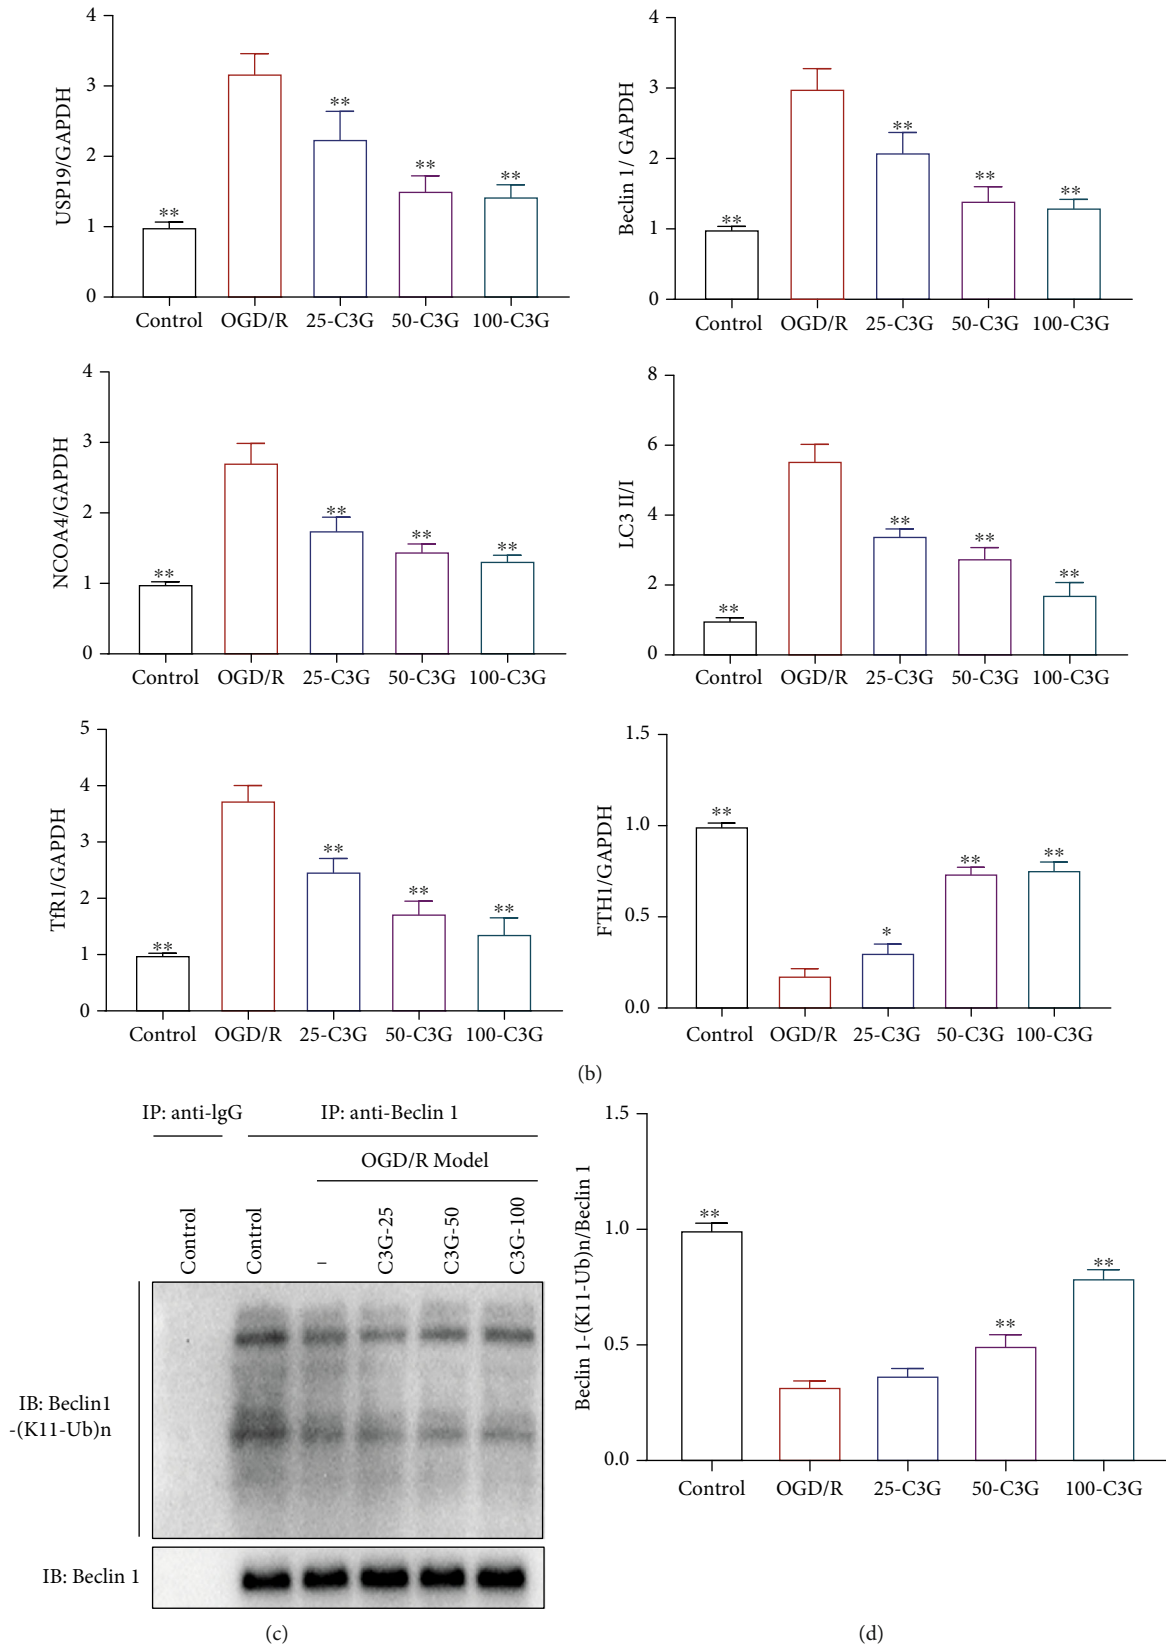 4
3
2
1
0
USP19/GAPDH
** ** ** **
Control OGD/R 25-C3G 50-C3G 100-C3G
4
3
2
1
0
Beclin 1/ GAPDH
** ** ** **
Control OGD/R 25-C3G 50-C3G 100-C3G
4
3
2
1
0
NCOA4/GAPDH
** ** ** **
Control OGD/R 25-C3G 50-C3G 100-C3G
8
6
4
2
0
LC3 II/I
** ** ** **
Control OGD/R 25-C3G 50-C3G 100-C3G
5
4
3
2
1
0
TfR1/GAPDH
** ** ** **
Control OGD/R 25-C3G 50-C3G 100-C3G
1.5
1.0
0.5
0.0
FTH1/GAPDH
** * ** **
Control OGD/R 25-C3G 50-C3G 100-C3G
(b)
IP: anti-lgG IP: anti-Beclin 1
OGD/R Model
Control Control – C3G-25 C3G-50 C3G-100
IB: Beclin1
-(K11-Ub)n
IB: Beclin 1
(c)
1.5
1.0
0.5
0.0
Beclin 1-(K11-Ub)n/Beclin 1
** ** **
Control OGD/R 25-C3G 50-C3G 100-C3G
(d)